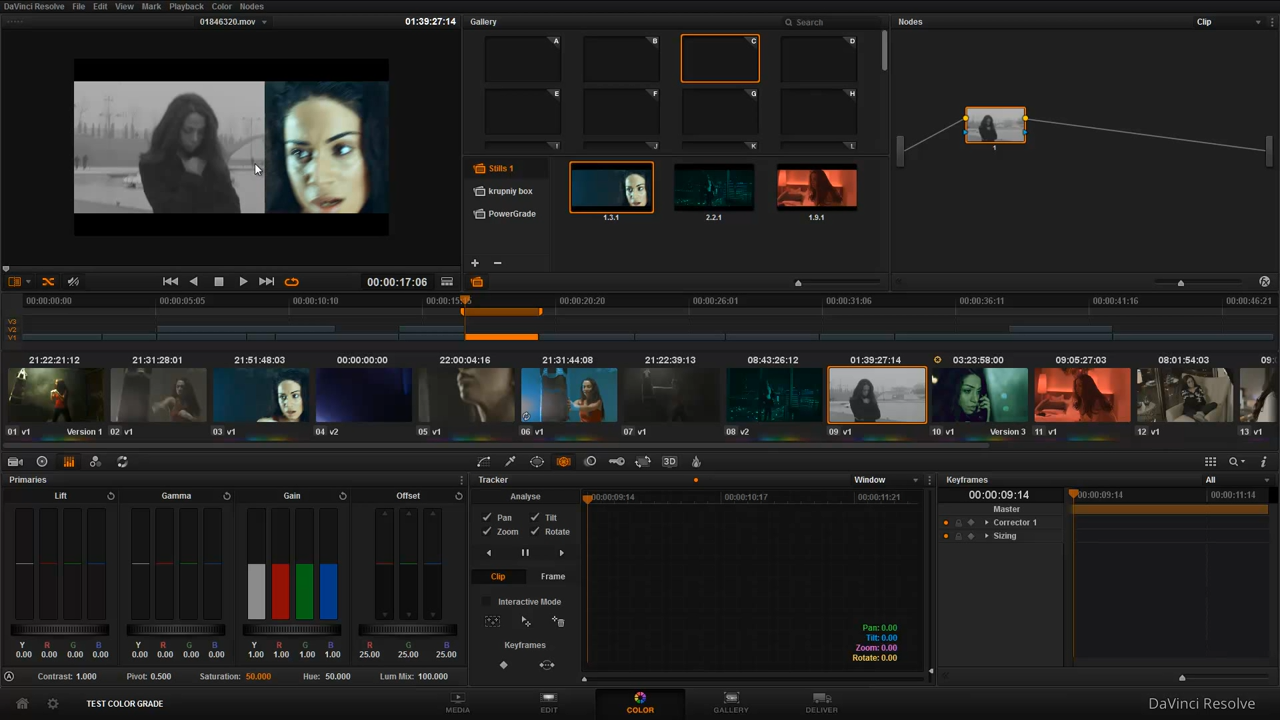 DaVinci Resolve File Edit View Mark Playback Color Nodes
01846320.mov 01:39:27:14 Gallery Search Nodes Clip
A B C D
E F G H
I J K L
1
Stills 1
krupniy box
PowerGrade
1.3.1 2.2.1 1.9.1
00:00:17:06
00:00:00:00 00:00:05:05 00:00:10:10 00:00:20:20 00:00:26:01 00:00:31:06 00:00:36:11 00:00:41:16 00:00:46:21
V3
V2
V1
21:22:21:12 21:31:28:01 21:51:48:03 00:00:00:00 22:00:04:16 21:31:44:08 21:22:39:13 08:43:26:12 01:39:27:14 03:23:58:00 09:05:27:03 08:01:54:03
01 v1 Version 1 02 v1 03 v1 04 v2 05 v1 06 v1 07 v1 08 v2 09 v1 10 v1 Version 3 11 v1 12 v1 13 v1
3D
Primaries Tracker Window Keyframes All
Lift Gamma Gain Offset Analyse 00:00:09:14 00:00:10:17 00:00:11:21 00:00:09:14 00:00:09:14 00:00:11:14
Master
Pan Tilt Corrector 1
Zoom Rotate Sizing
Clip Frame
Interactive Mode
Pan: 0.00
Tilt: 0.00
Keyframes Zoom: 0.00
Y R G B Y R G B Y R G B R G B Rotate: 0.00
0.00 0.00 0.00 0.00 0.00 0.00 0.00 0.00 1.00 1.00 1.00 1.00 25.00 25.00 25.00
A Contrast: 1.000 Pivot: 0.500 Saturation: 50.000 Hue: 50.000 Lum Mix: 100.000
TEST COLOR GRADE MEDIA EDIT COLOR GALLERY DELIVER DaVinci Resolve